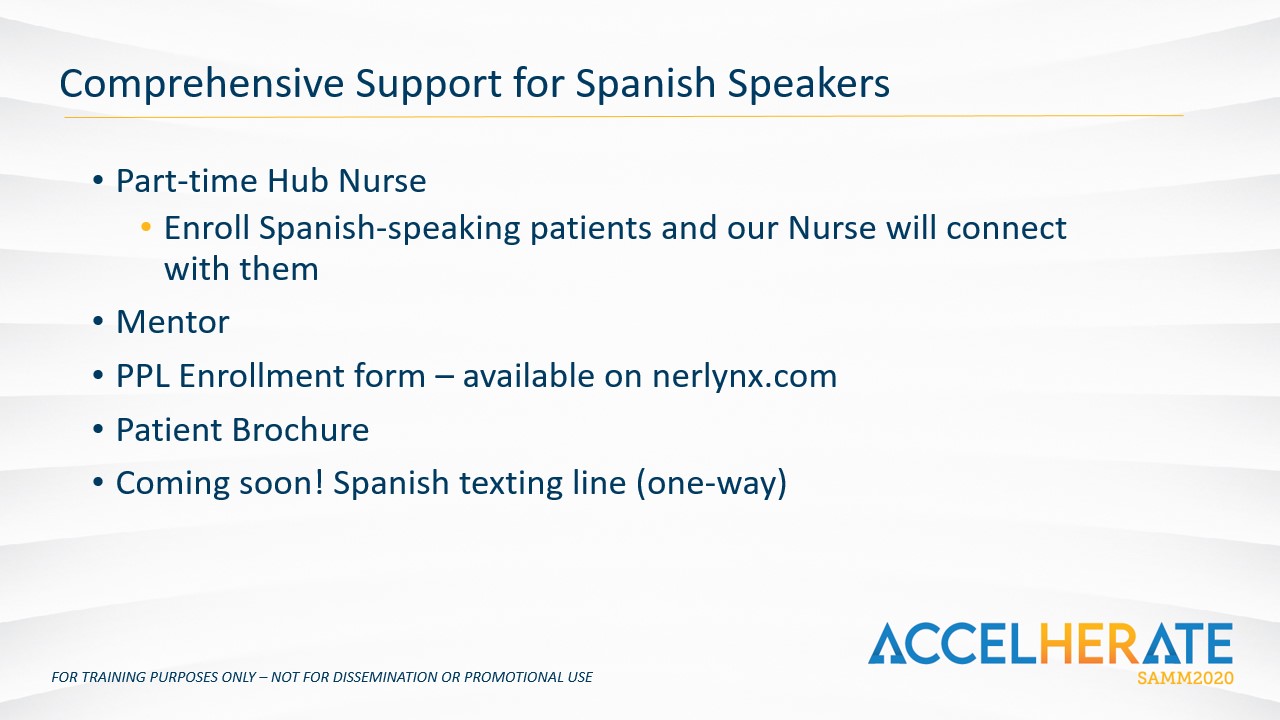 Comprehensive Support for Spanish Speakers
• Part-time Hub Nurse
• Enroll Spanish-speaking patients and our Nurse will connect
with them
• Mentor
• PPL Enrollment form – available on nerlynx.com
• Patient Brochure
• Coming soon! Spanish texting line (one-way)
ACCELHERATE
SAMM2020
FOR TRAINING PURPOSES ONLY – NOT FOR DISSEMINATION OR PROMOTIONAL USE